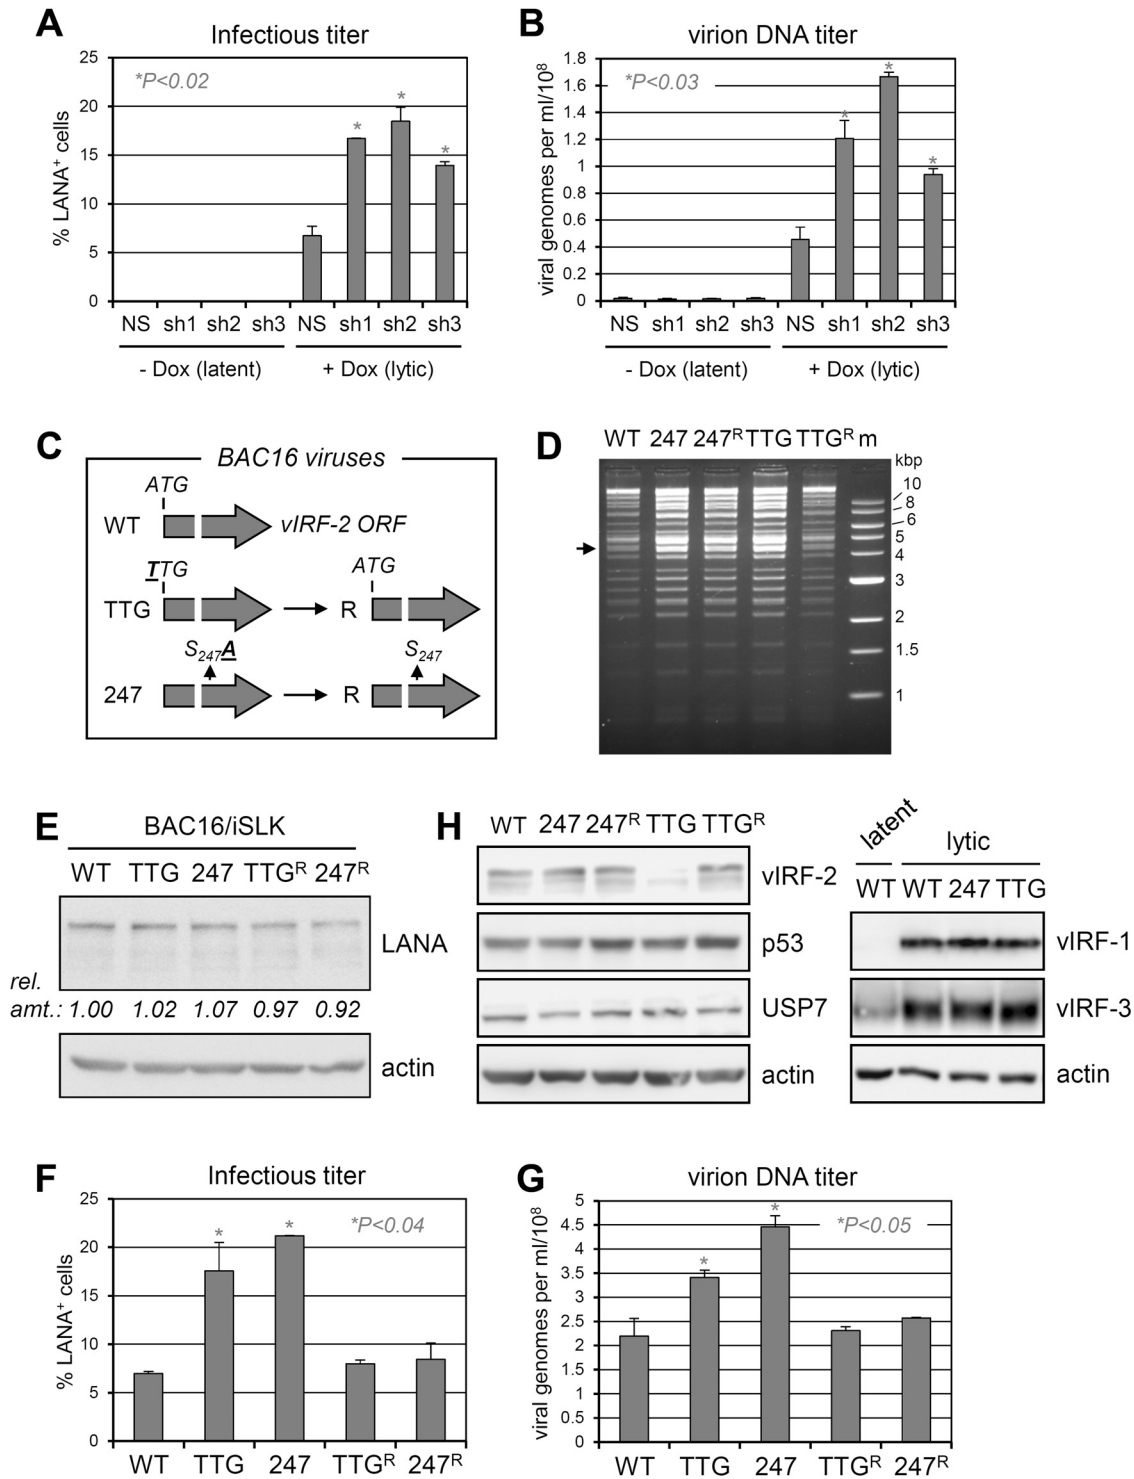 A
Infectious titer
% LANA⁺ cells
25
20
15
10
5
0
*P<0.02
*
*
*
NS sh1 sh2 sh3 NS sh1 sh2 sh3
- Dox (latent) + Dox (lytic)
B
virion DNA titer
viral genomes per ml/10⁸
1.8
1.6
1.4
1.2
1
0.8
0.6
0.4
0.2
0
*P<0.03
*
*
*
NS sh1 sh2 sh3 NS sh1 sh2 sh3
- Dox (latent) + Dox (lytic)
C
BAC16 viruses
ATG
WT vIRF-2 ORF
TTG ATG
TTG R
S₂₄₇A S₂₄₇
247 R
D
WT 247 247ᴿ TTG TTGᴿ m
kbp
10
8
6
5
4
3
2
1.5
1
E
BAC16/iSLK
WT TTG 247 TTGᴿ 247ᴿ
LANA
rel.
amt.: 1.00 1.02 1.07 0.97 0.92
actin
H
WT 247 247ᴿ TTG TTGᴿ
vIRF-2
p53
USP7
actin
latent lytic
WT WT 247 TTG
vIRF-1
vIRF-3
actin
F
Infectious titer
% LANA⁺ cells
25
20
15
10
5
0
*P<0.04
*
*
WT TTG 247 TTGᴿ 247ᴿ
G
virion DNA titer
viral genomes per ml/10⁸
5
4.5
4
3.5
3
2.5
2
1.5
1
0.5
0
*P<0.05
*
*
WT TTG 247 TTGᴿ 247ᴿ